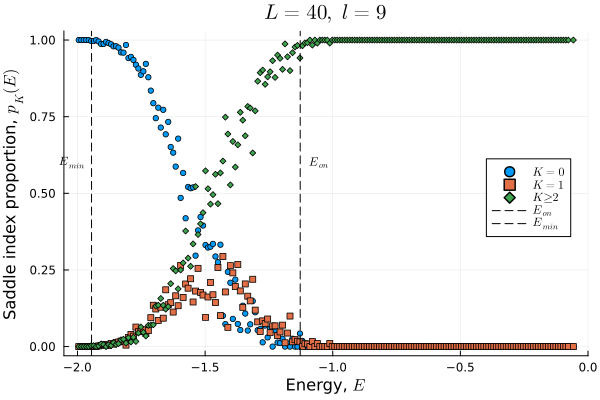 L = 40, l = 9
Saddle index proportion, p_K(E)
1.00
0.75
0.50
0.25
0.00
E_min
E_on
K = 0
K = 1
K≥2
E_on
E_min
−2.0 −1.5 −1.0 −0.5 0.0
Energy, E